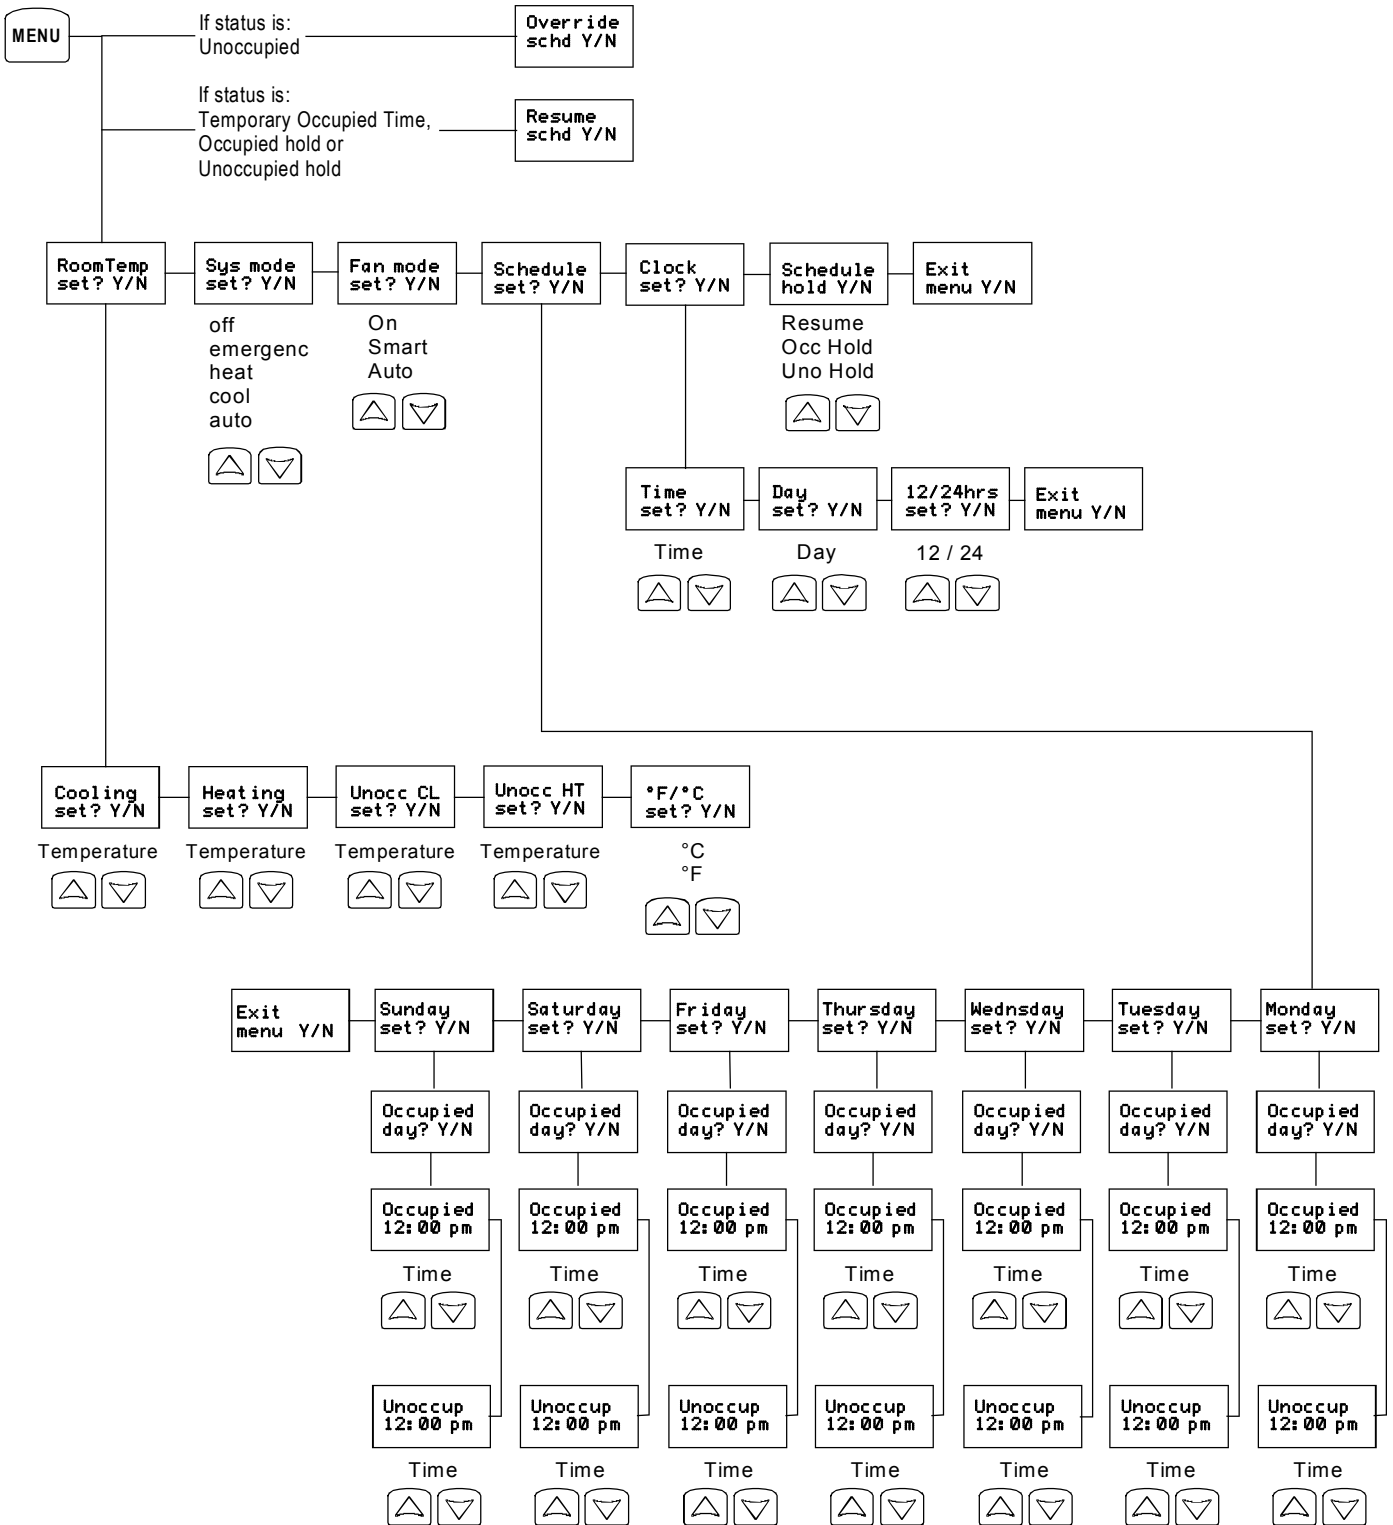 MENU
If status is:
Unoccupied
Override
schd Y/N
If status is:
Temporary Occupied Time,
Occupied hold or
Unoccupied hold
Resume
schd Y/N
RoomTemp
set? Y/N
Sys mode
set? Y/N
Fan mode
set? Y/N
Schedule
set? Y/N
Clock
set? Y/N
Schedule
hold Y/N
Exit
menu Y/N
off
emergenc
heat
cool
auto
On
Smart
Auto
Resume
Occ Hold
Uno Hold
Time
set? Y/N
Day
set? Y/N
12/24hrs
set? Y/N
Exit
menu Y/N
Time
Day
12 / 24
Cooling
set? Y/N
Heating
set? Y/N
Unocc CL
set? Y/N
Unocc HT
set? Y/N
°F/°C
set? Y/N
Temperature
Temperature
Temperature
Temperature
°C
°F
Exit
menu Y/N
Sunday
set? Y/N
Saturday
set? Y/N
Friday
set? Y/N
Thursday
set? Y/N
Wednsday
set? Y/N
Tuesday
set? Y/N
Monday
set? Y/N
Occupied
day? Y/N
Occupied
day? Y/N
Occupied
day? Y/N
Occupied
day? Y/N
Occupied
day? Y/N
Occupied
day? Y/N
Occupied
day? Y/N
Occupied
12:00 pm
Occupied
12:00 pm
Occupied
12:00 pm
Occupied
12:00 pm
Occupied
12:00 pm
Occupied
12:00 pm
Occupied
12:00 pm
Time
Time
Time
Time
Time
Time
Time
Unoccup
12:00 pm
Unoccup
12:00 pm
Unoccup
12:00 pm
Unoccup
12:00 pm
Unoccup
12:00 pm
Unoccup
12:00 pm
Unoccup
12:00 pm
Time
Time
Time
Time
Time
Time
Time